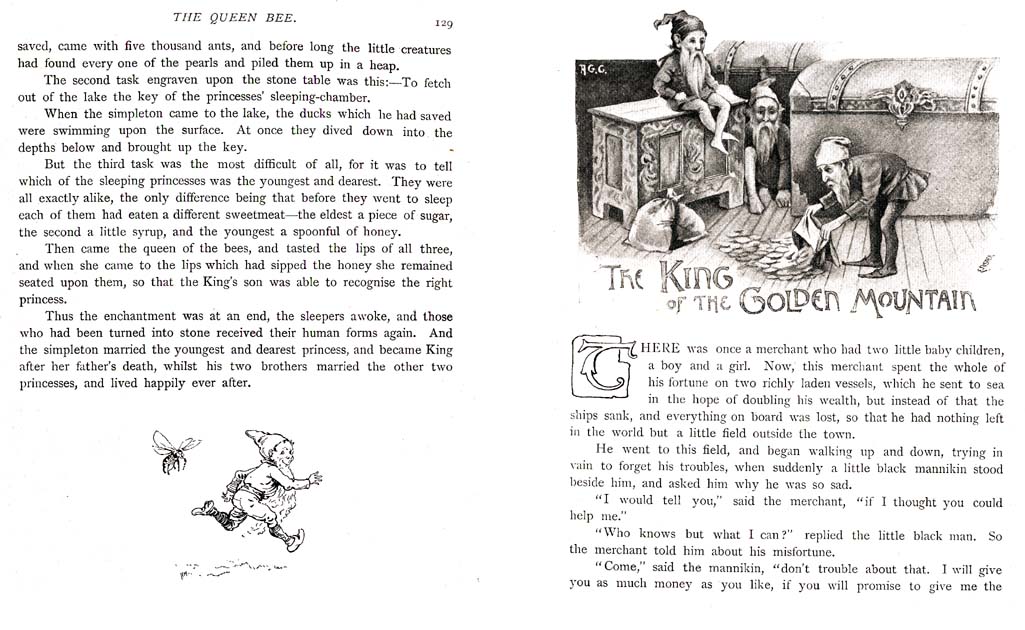 THE QUEEN BEE.
129
saved, came with five thousand ants, and before long the little creatures
had found every one of the pearls and piled them up in a heap.
The second task engraven upon the stone table was this:—To fetch
out of the lake the key of the princesses' sleeping-chamber.
When the simpleton came to the lake, the ducks which he had saved
were swimming upon the surface. At once they dived down into the
depths below and brought up the key.
But the third task was the most difficult of all, for it was to tell
which of the sleeping princesses was the youngest and dearest. They were
all exactly alike, the only difference being that before they went to sleep
each of them had eaten a different sweetmeat—the eldest a piece of sugar,
the second a little syrup, and the youngest a spoonful of honey.
Then came the queen of the bees, and tasted the lips of all three,
and when she came to the lips which had sipped the honey she remained
seated upon them, so that the King's son was able to recognise the right
princess.
Thus the enchantment was at an end, the sleepers awoke, and those
who had been turned into stone received their human forms again. And
the simpleton married the youngest and dearest princess, and became King
after her father's death, whilst his two brothers married the other two
princesses, and lived happily ever after.
A.G.G.
THE KING
OF THE GOLDEN MOUNTAIN
THERE was once a merchant who had two little baby children,
a boy and a girl. Now, this merchant spent the whole of
his fortune on two richly laden vessels, which he sent to sea
in the hope of doubling his wealth, but instead of that the
ships sank, and everything on board was lost, so that he had nothing left
in the world but a little field outside the town.
He went to this field, and began walking up and down, trying in
vain to forget his troubles, when suddenly a little black mannikin stood
beside him, and asked him why he was so sad.
"I would tell you," said the merchant, "if I thought you could
help me."
"Who knows but what I can?" replied the little black man. So
the merchant told him about his misfortune.
"Come," said the mannikin, "don't trouble about that. I will give
you as much money as you like, if you will promise to give me the